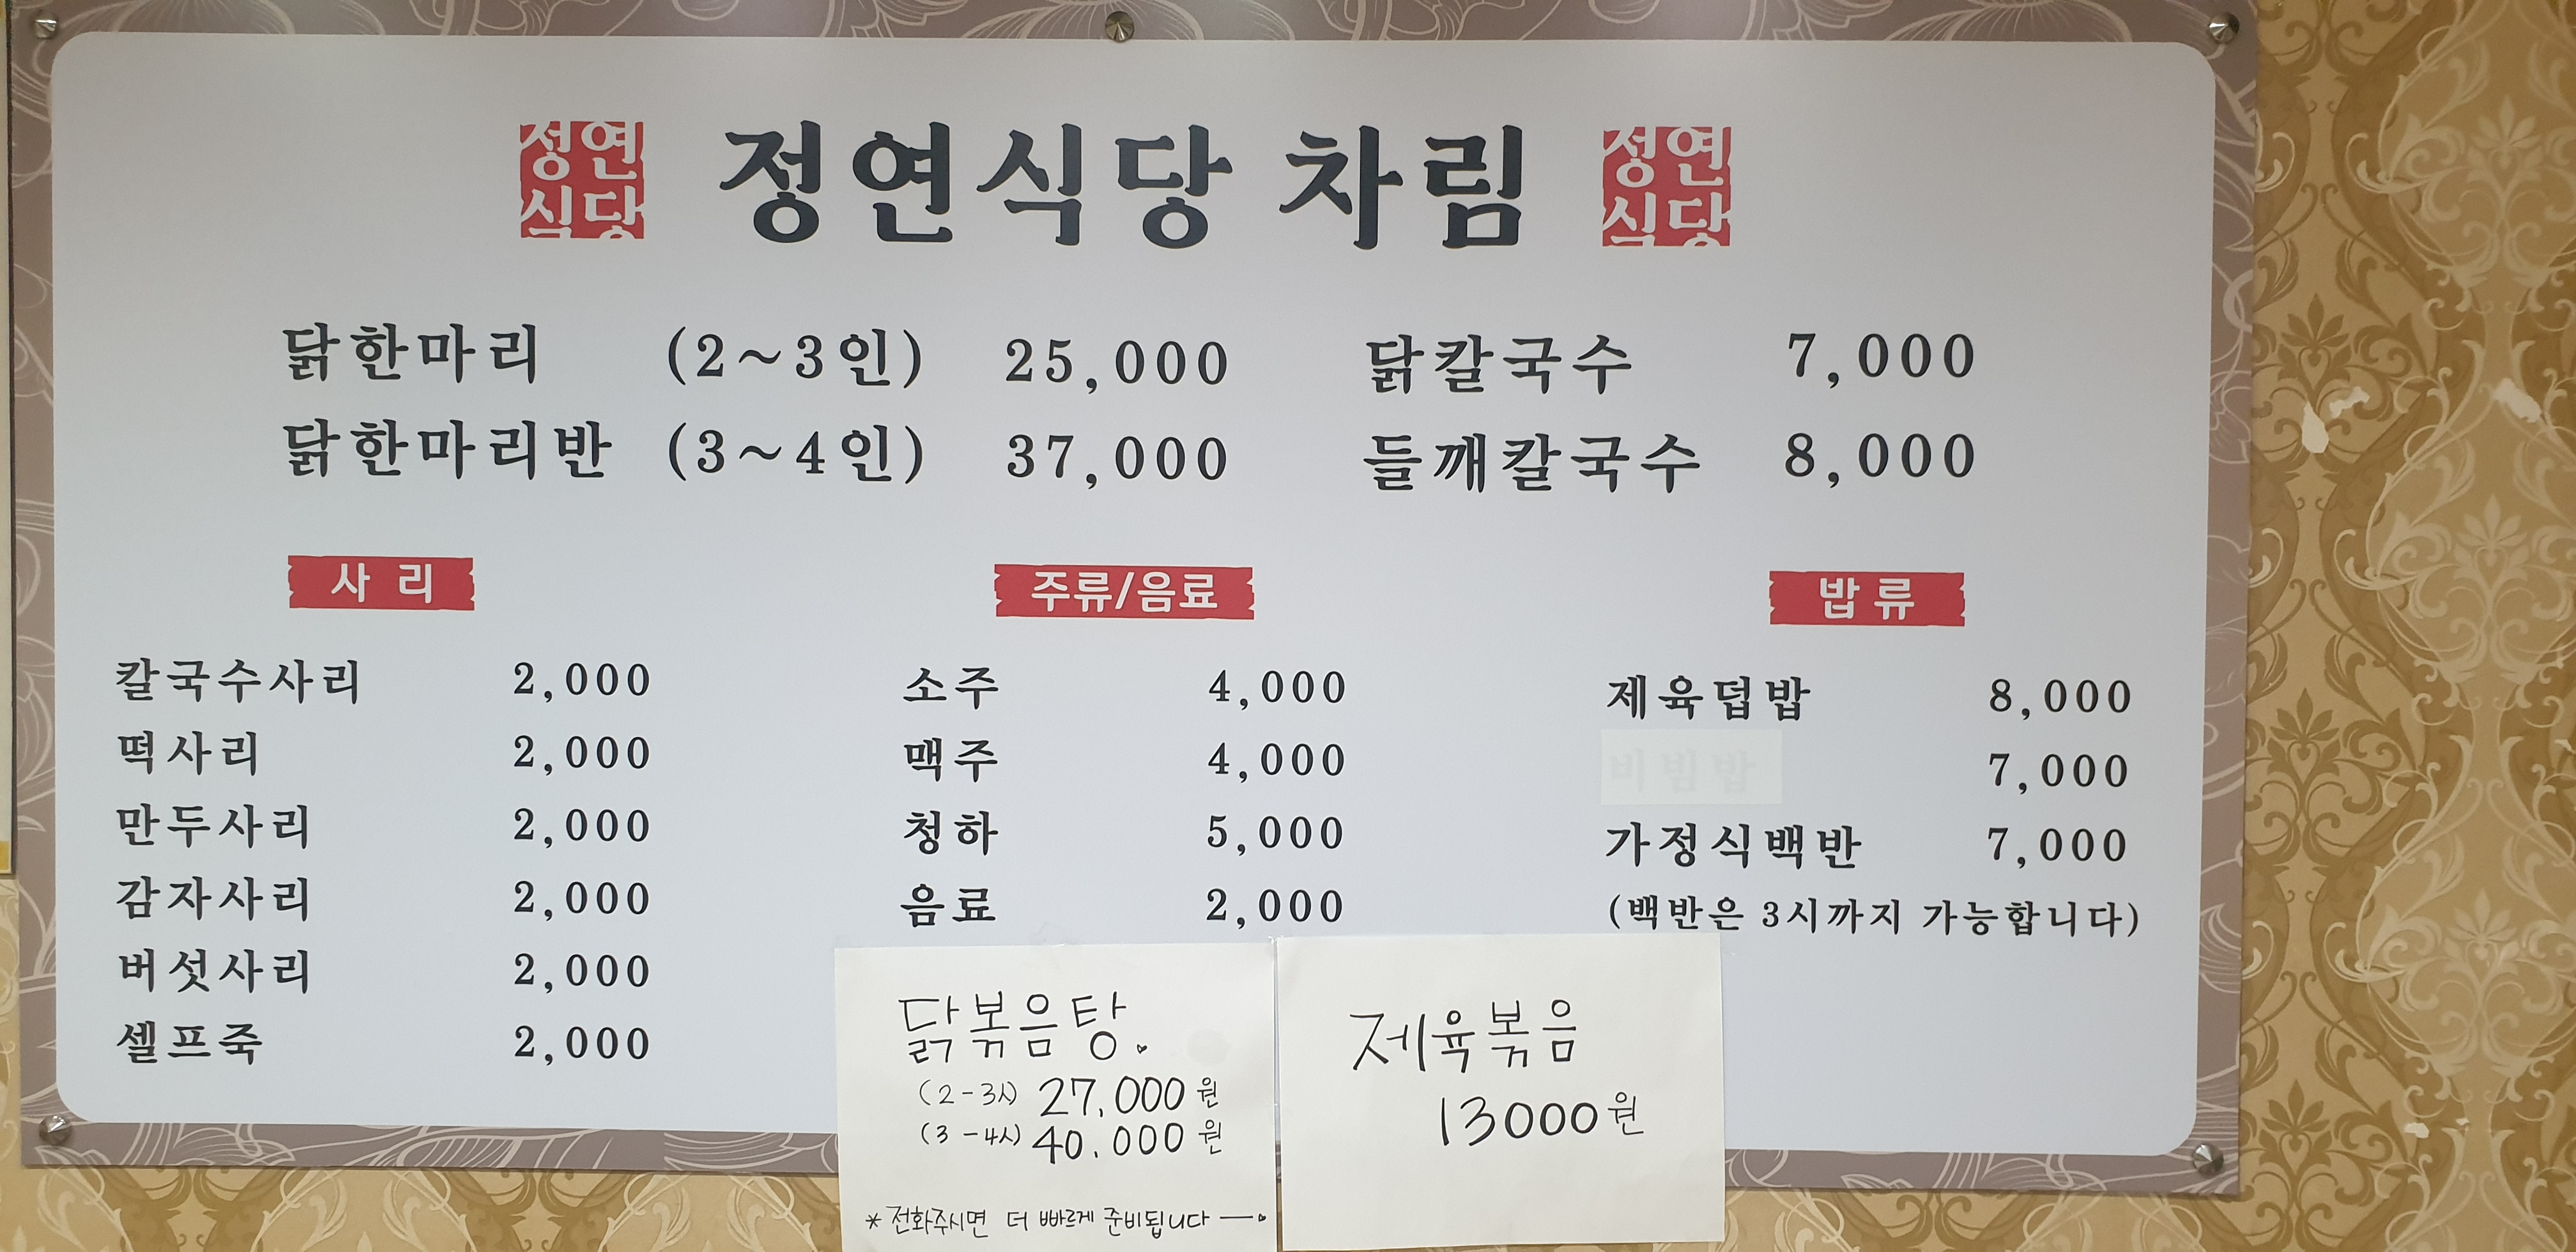 정연
식당
정연식당 차림
정연
식당
닭한마리 (2~3인) 25,000
닭한마리반 (3~4인) 37,000
닭칼국수 7,000
들깨칼국수 8,000
사리
칼국수사리 2,000
떡사리 2,000
만두사리 2,000
감자사리 2,000
버섯사리 2,000
셀프죽 2,000
주류/음료
소주 4,000
맥주 4,000
청하 5,000
음료 2,000
밥류
제육덥밥 8,000
비빔밥 7,000
가정식백반 7,000
(백반은 3시까지 가능합니다)
닭볶음탕.
(2-3人) 27,000원
(3-4人) 40.000원
*전화주시면 더 빠르게 준비됩니다
제육볶음
13000원